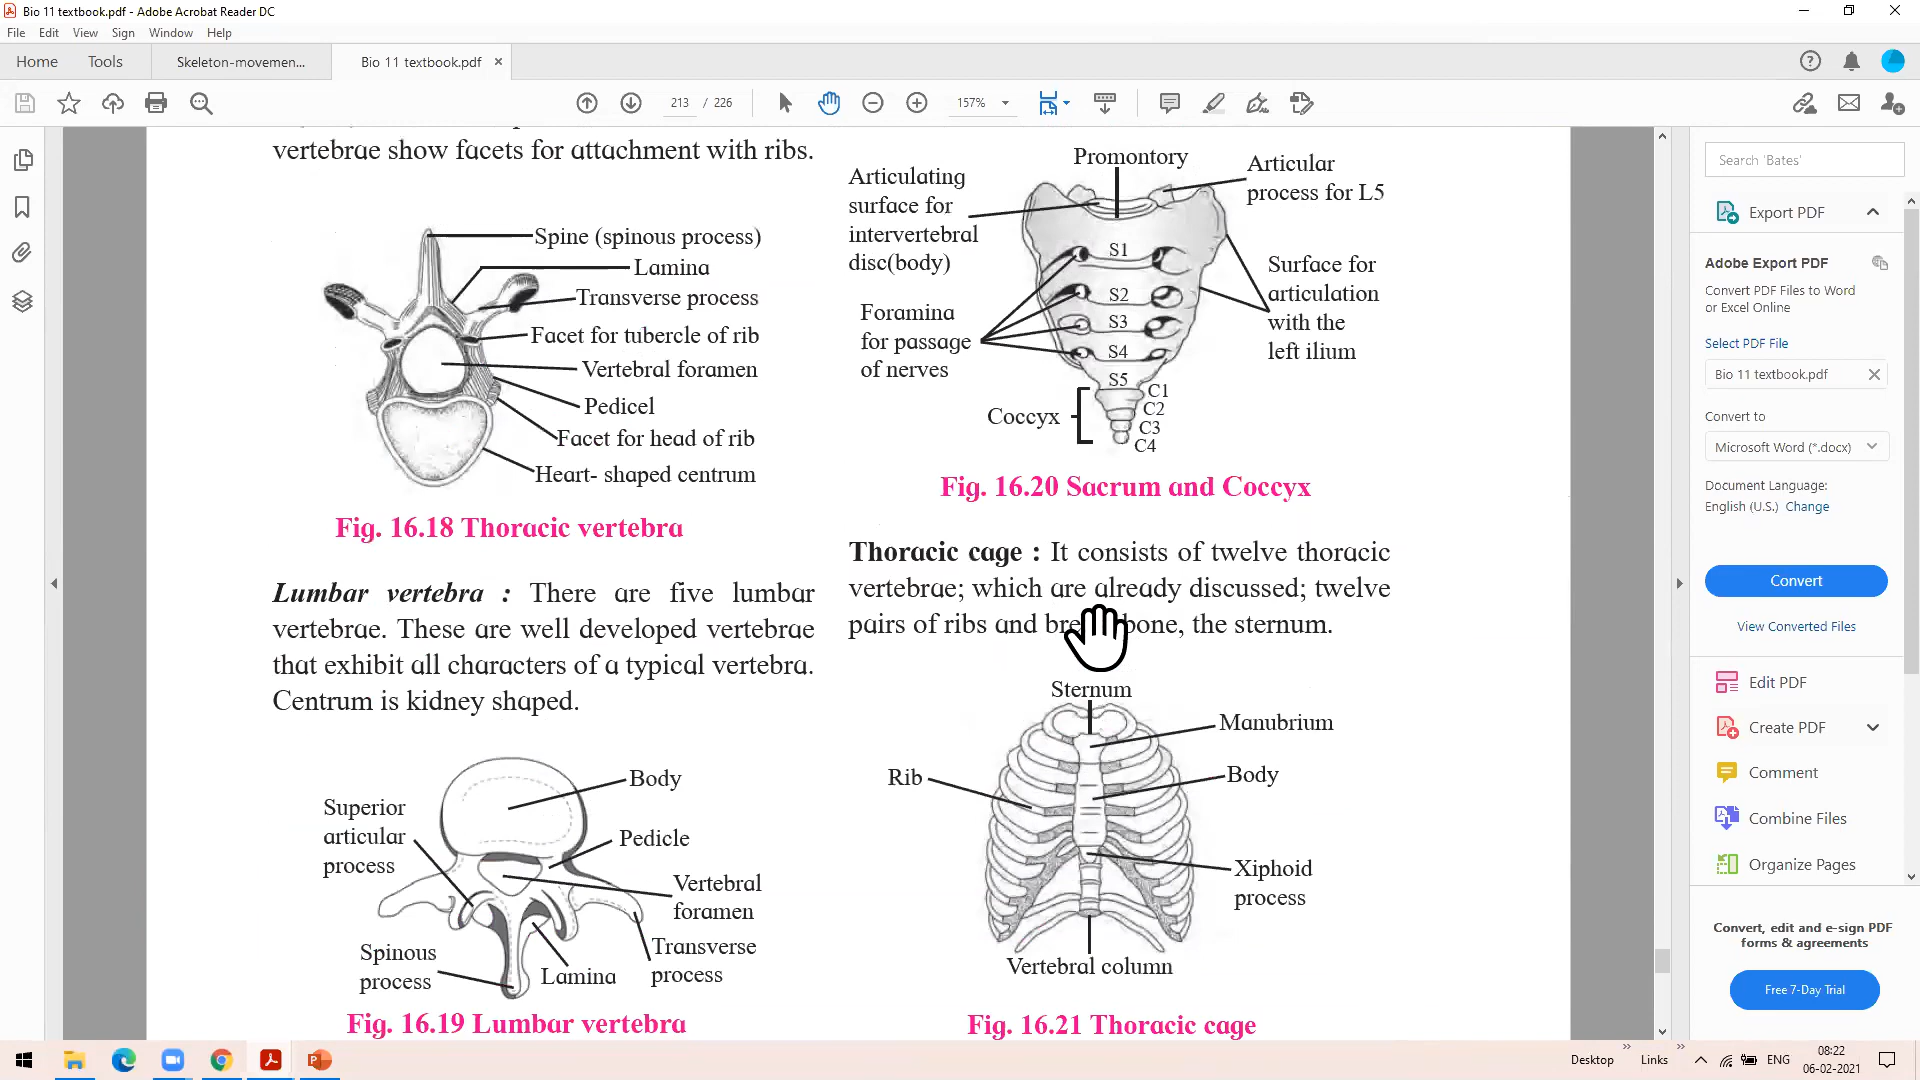 Bio 11 textbook.pdf - Adobe Acrobat Reader DC
File Edit View Sign Window Help
Home Tools Skeleton-movemen... Bio 11 textbook.pdf
213 / 226 157%
vertebrae show facets for attachment with ribs.
Spine (spinous process)
Lamina
Transverse process
Facet for tubercle of rib
Vertebral foramen
Pedicel
Facet for head of rib
Heart- shaped centrum
Fig. 16.18 Thoracic vertebra
Lumbar vertebra : There are five lumbar
vertebrae. These are well developed vertebrae
that exhibit all characters of a typical vertebra.
Centrum is kidney shaped.
Body
Superior
articular
process
Pedicle
Vertebral
foramen
Spinous
process
Lamina
Transverse
process
Fig. 16.19 Lumbar vertebra
Promontory
Articulating
surface for
intervertebral
disc(body)
Articular
process for L5
S1
S2
S3
S4
S5
Surface for
articulation
with the
left ilium
Foramina
for passage
of nerves
Coccyx
C1
C2
C3
C4
Fig. 16.20 Sacrum and Coccyx
Thoracic cage : It consists of twelve thoracic
vertebrae; which are already discussed; twelve
pairs of ribs and bone, the sternum.
Sternum
Manubrium
Rib
Body
Xiphoid
process
Vertebral column
Fig. 16.21 Thoracic cage
Search 'Bates'
Export PDF
Adobe Export PDF
Convert PDF Files to Word
or Excel Online
Select PDF File
Bio 11 textbook.pdf
Convert to
Microsoft Word (*.docx)
Document Language:
English (U.S.) Change
Convert
View Converted Files
Edit PDF
Create PDF
Comment
Combine Files
Organize Pages
Convert, edit and e-sign PDF
forms & agreements
Free 7-Day Trial
Desktop Links ENG
08:22
06-02-2021